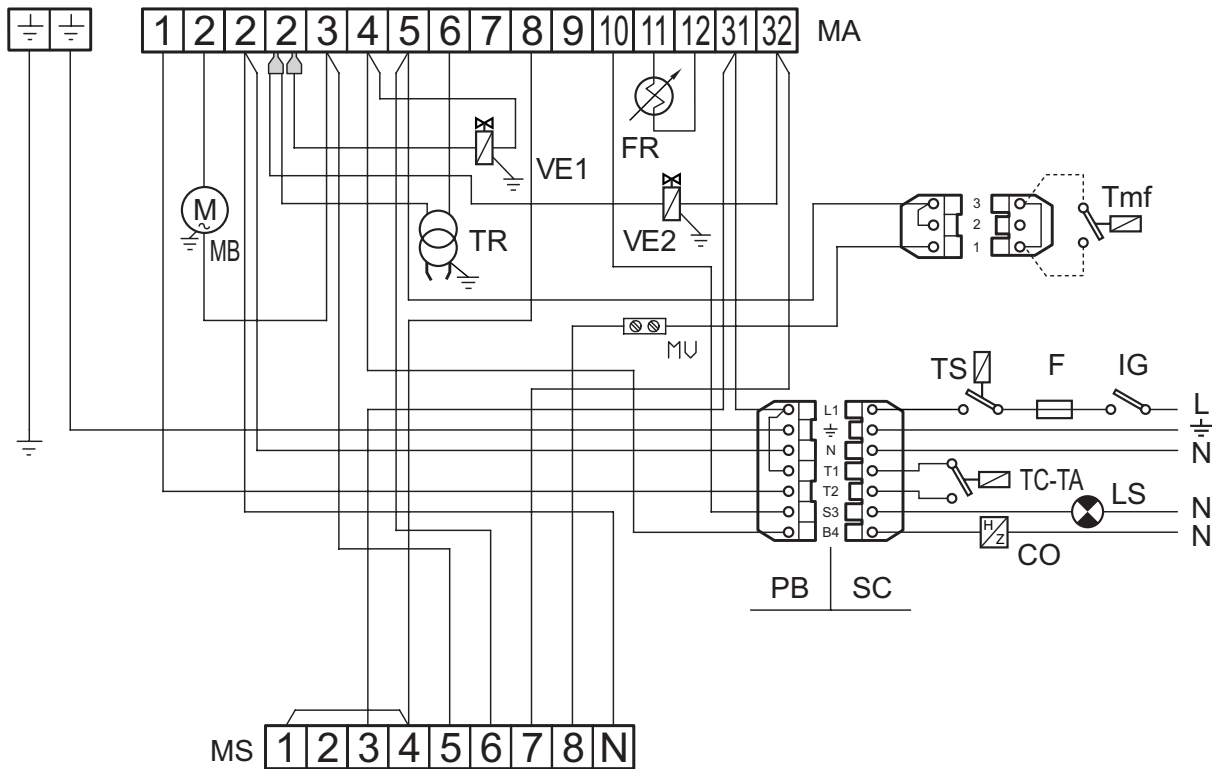 1 2 2 2 3 4 5 6 7 8 9 10 11 12 31 32 MA
VE1
FR
VE2
M
~
MB
TR
3
2
1
Tmf
MV
TS F IG
L1
L
N
N
T1
TC-TA
T2
S3
LS
N
B4
H
Z
N
CO
PB SC
MS 1 2 3 4 5 6 7 8 N